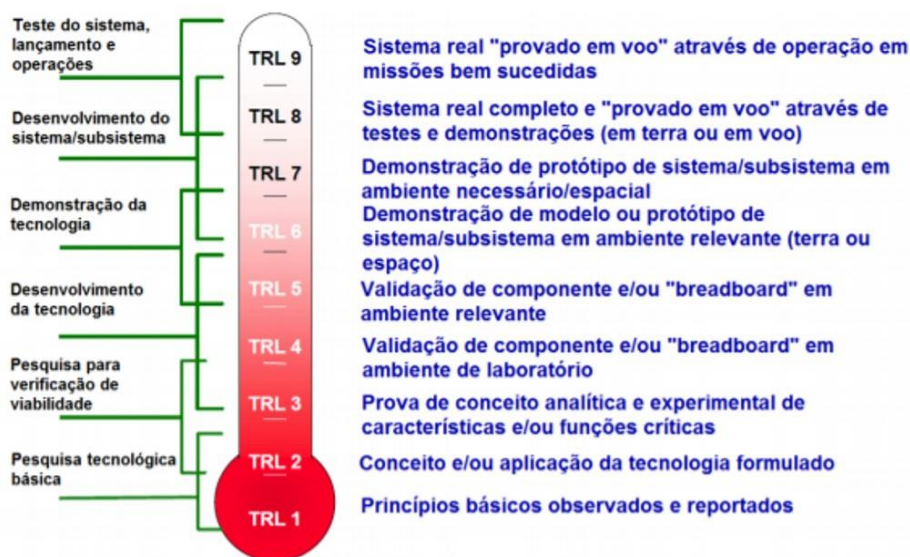 Teste do sistema,
lançamento e
operações
Desenvolvimento do
sistema/subsistema
Demonstração da
tecnologia
Desenvolvimento
da tecnologia
Pesquisa para
verificação de
viabilidade
Pesquisa tecnológica
básica
TRL 9
TRL 8
TRL 7
TRL 6
TRL 5
TRL 4
TRL 3
TRL 2
TRL 1
Sistema real "provado em voo" através de operação em
missões bem sucedidas
Sistema real completo e "provado em voo" através de
testes e demonstrações (em terra ou em voo)
Demonstração de protótipo de sistema/subsistema em
ambiente necessário/espacial
Demonstração de modelo ou protótipo de
sistema/subsistema em ambiente relevante (terra ou
espaço)
Validação de componente e/ou "breadboard" em
ambiente relevante
Validação de componente e/ou "breadboard" em
ambiente de laboratório
Prova de conceito analítica e experimental de
características e/ou funções críticas
Conceito e/ou aplicação da tecnologia formulado
Princípios básicos observados e reportados